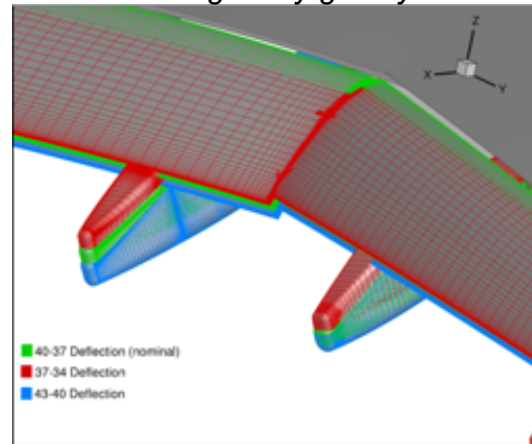 Z
X
Y
40-37 Deflection (nominal)
37-34 Deflection
43-40 Deflection